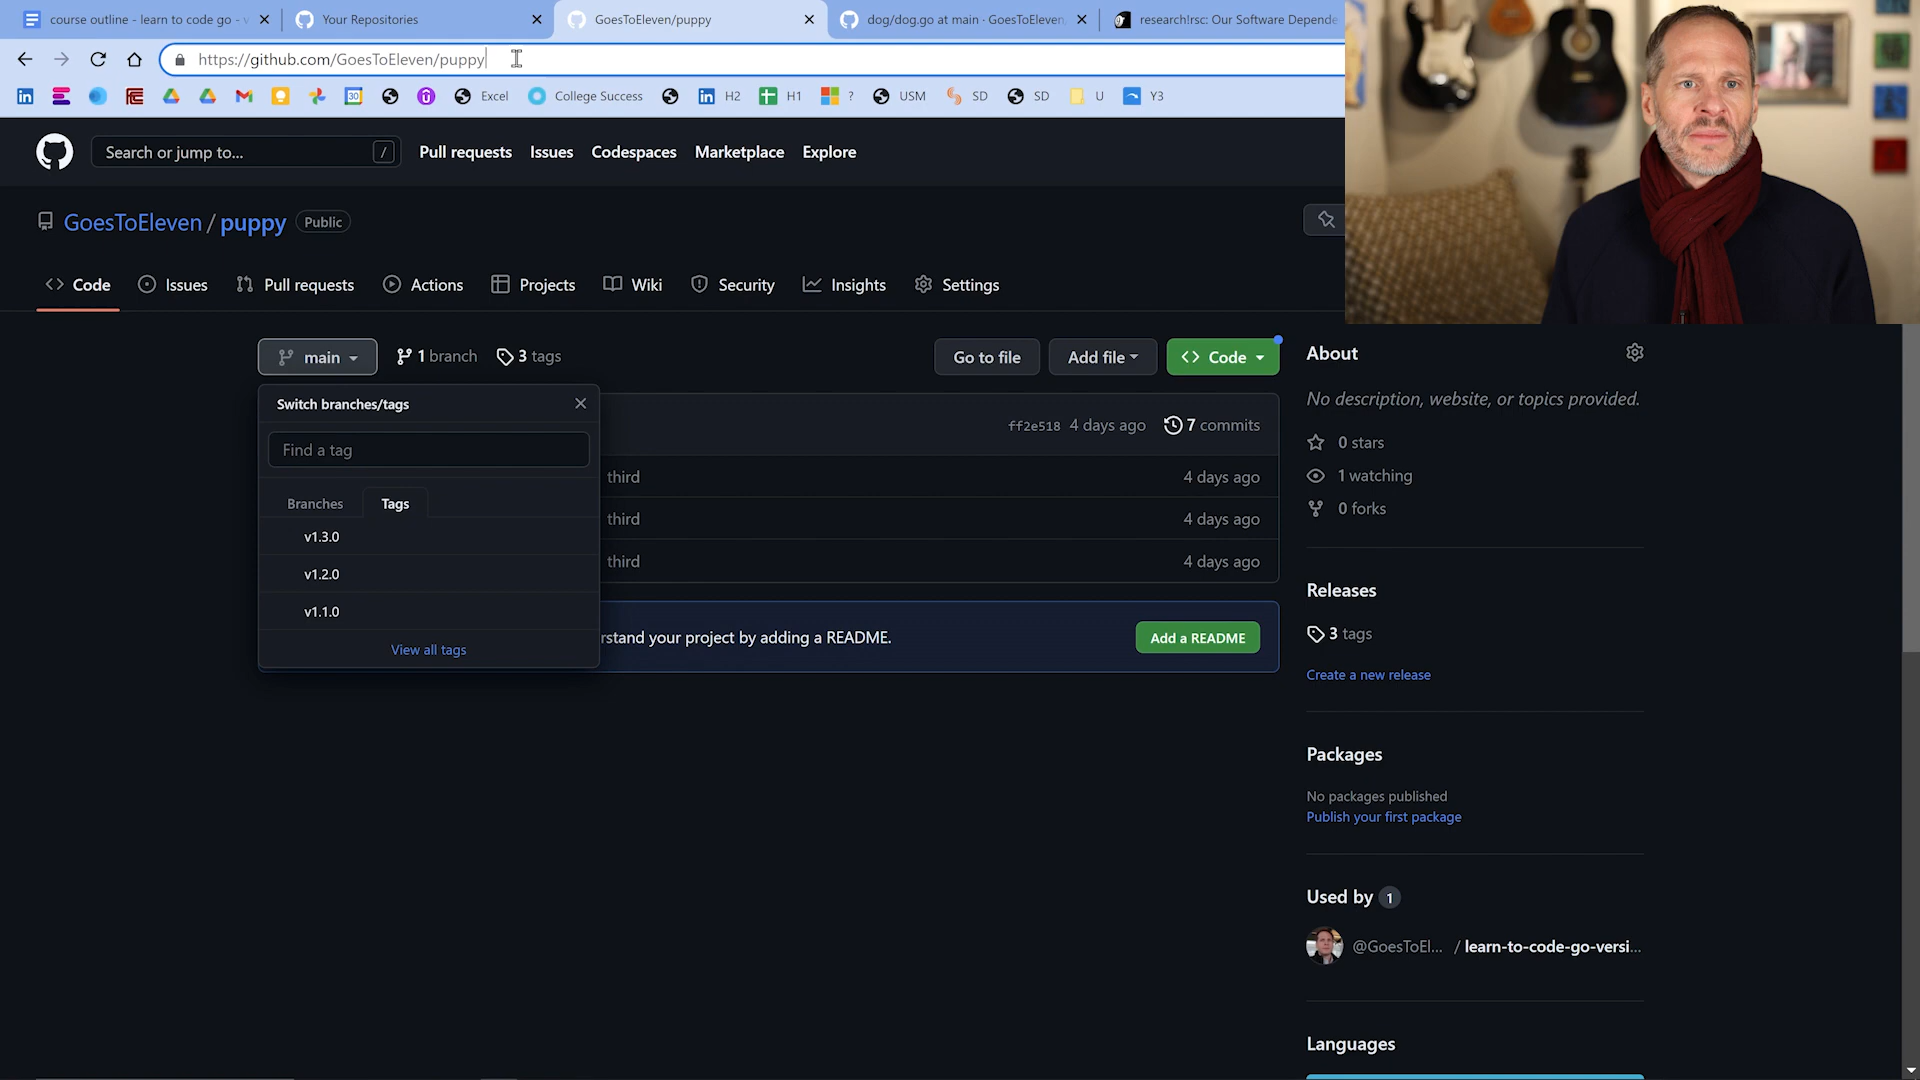 course outline - learn to code go - v
Your Repositories
GoesToEleven/puppy
dog/dog.go at main · GoesToEleven/
research!rsc: Our Software Depende
https://github.com/GoesToEleven/puppy
30
Excel
College Success
H2
H1
?
USM
SD
SD
U
Y3
Search or jump to...
/
Pull requests
Issues
Codespaces
Marketplace
Explore
GoesToEleven / puppy
Public
Code
Issues
Pull requests
Actions
Projects
Wiki
Security
Insights
Settings
main
1 branch
3 tags
Go to file
Add file
Code
Switch branches/tags
Find a tag
Branches
Tags
v1.3.0
v1.2.0
v1.1.0
View all tags
ff2e518 4 days ago
7 commits
third
4 days ago
third
4 days ago
third
4 days ago
rstand your project by adding a README.
Add a README
About
No description, website, or topics provided.
0 stars
1 watching
0 forks
Releases
3 tags
Create a new release
Packages
No packages published
Publish your first package
Used by 1
@GoesToEl... / learn-to-code-go-versi...
Languages